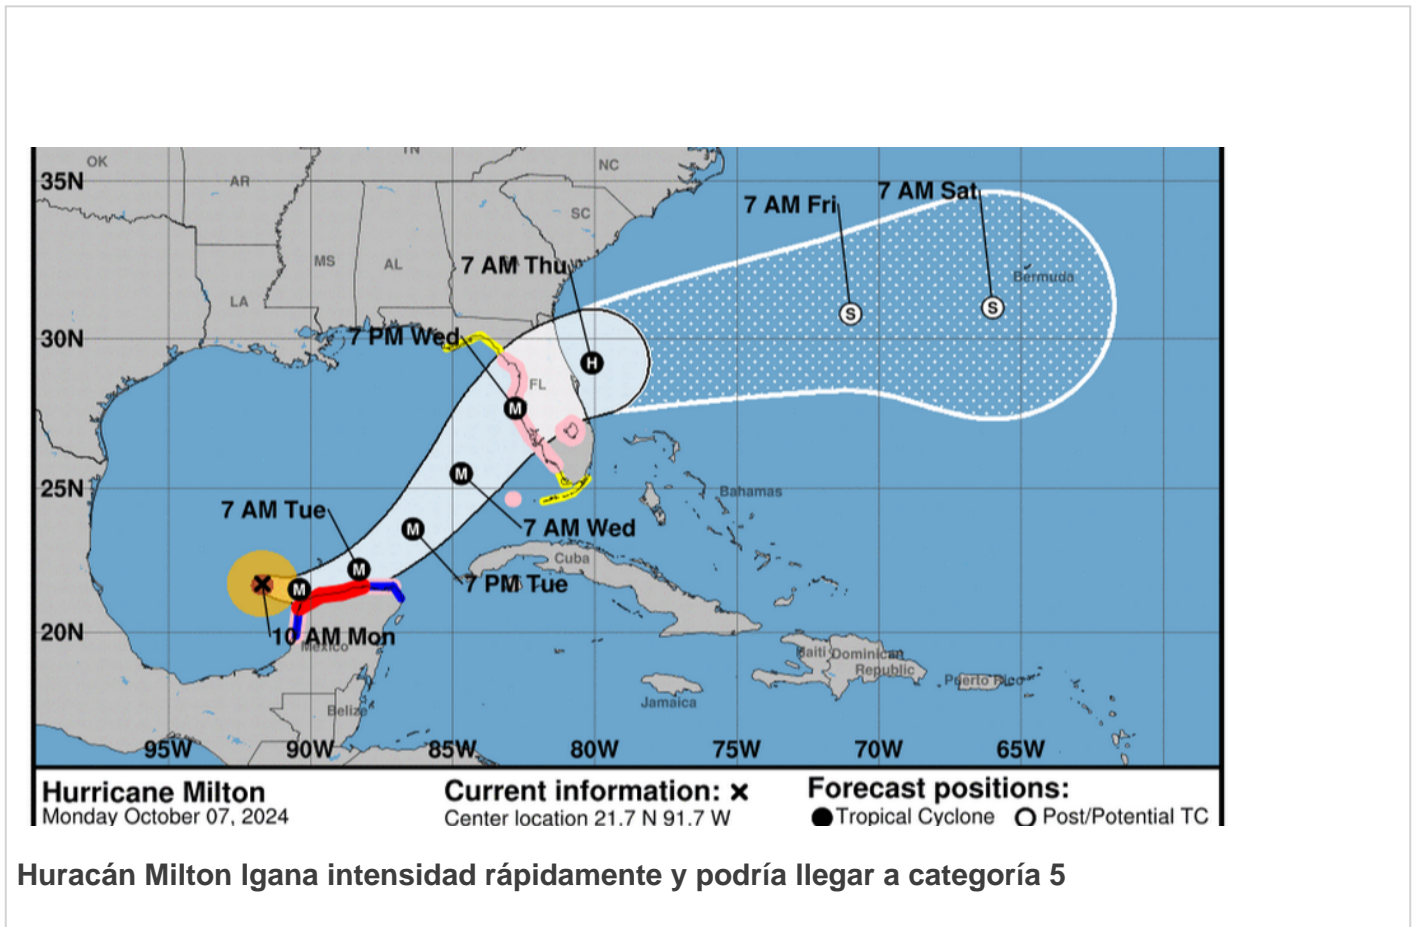 OK
TN
NC
35N
AR
7 AM Fri
7 AM Sat
SC
MS
AL
7 AM Thu
Bermuda
LA
30N
7 PM Wed
H
S
S
FL
M
25N
M
7 AM Tue
Bahamas
M
7 AM Wed
Cuba
M
M
7 PM Tue
20N
10 AM Mon
Mexico
Haiti
Dominican
Republic
Puerto Rico
Jamaica
Belize
95W
90W
85W
80W
75W
70W
65W
Hurricane Milton
Monday October 07, 2024
Current information: ×
Center location 21.7 N 91.7 W
Forecast positions:
Tropical Cyclone
Post/Potential TC
Huracán Milton Igana intensidad rápidamente y podría llegar a categoría 5